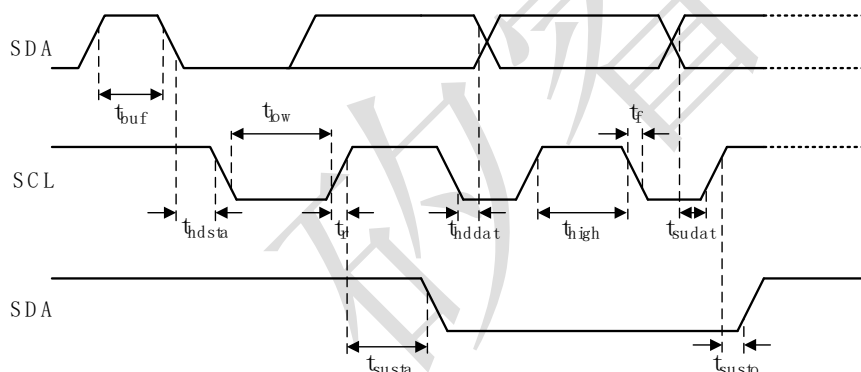 SDA
t_buf
t_low
t_f
SCL
t_hdsta
t_r
t_hddat
t_high
t_sudat
SDA
t_susta
t_susto